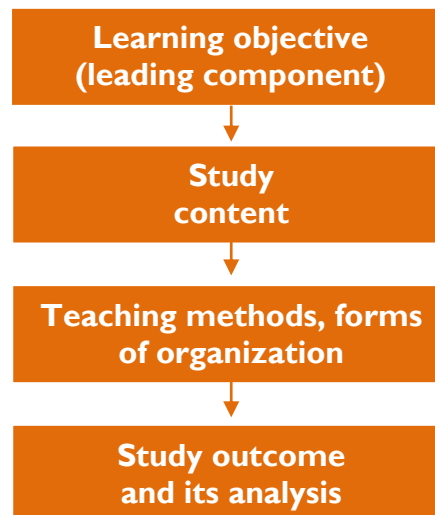 Learning objective
(leading component)
Study
content
Teaching methods, forms
of organization
Study outcome
and its analysis